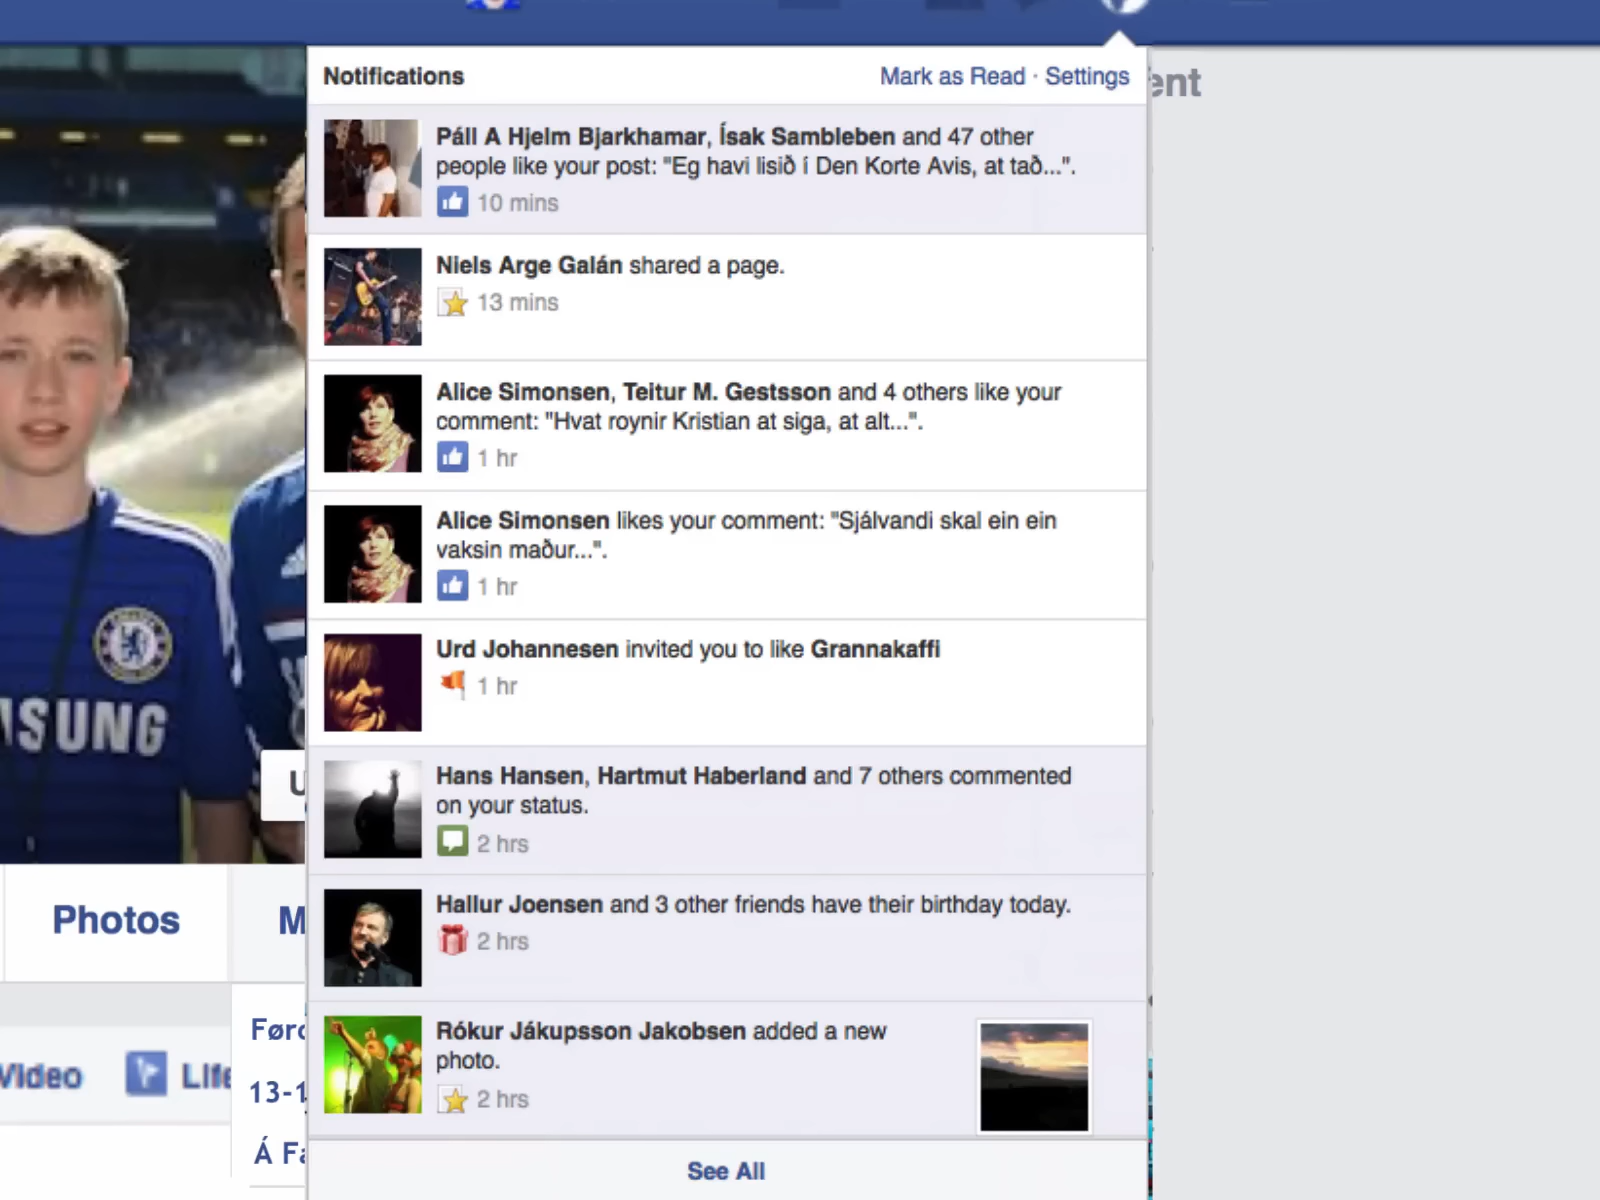 ent
Notifications
Mark as Read · Settings
Páll A Hjelm Bjarkhamar, Ísak Sambleben and 47 other
people like your post: "Eg havi lisið í Den Korte Avis, at tað...".
10 mins
Niels Arge Galán shared a page.
13 mins
Alice Simonsen, Teitur M. Gestsson and 4 others like your
comment: "Hvat roynir Kristian at siga, at alt...".
1 hr
Alice Simonsen likes your comment: "Sjálvandi skal ein ein
vaksin maður...".
1 hr
Urd Johannesen invited you to like Grannakaffi
1 hr
Hans Hansen, Hartmut Haberland and 7 others commented
on your status.
2 hrs
Hallur Joensen and 3 other friends have their birthday today.
2 hrs
Rókur Jákupsson Jakobsen added a new
photo.
2 hrs
See All
ASUNG
U
Photos
M
Video
Life
Før
13-1
Á Fa